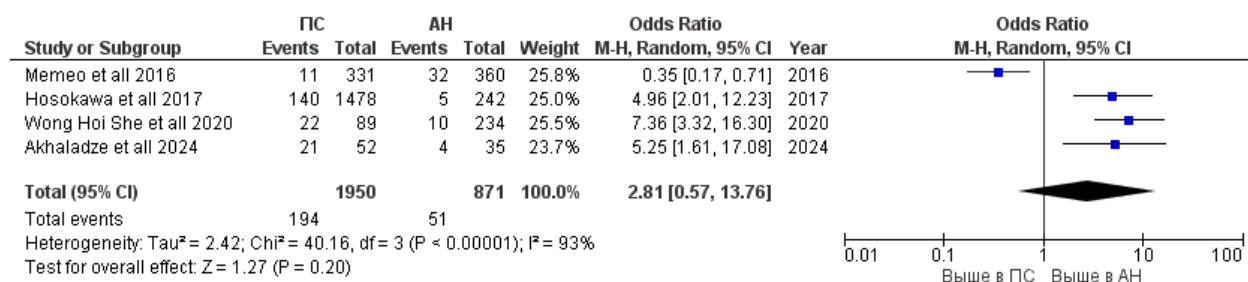 ПС АН Odds Ratio Odds Ratio
Study or Subgroup Events Total Events Total Weight M-H, Random, 95% CI Year M-H, Random, 95% CI
Memeo et all 2016 11 331 32 360 25.8% 0.35 [0.17, 0.71] 2016
Hosokawa et all 2017 140 1478 5 242 25.0% 4.96 [2.01, 12.23] 2017
Wong Hoi She et all 2020 22 89 10 234 25.5% 7.36 [3.32, 16.30] 2020
Akhaladze et all 2024 21 52 4 35 23.7% 5.25 [1.61, 17.08] 2024
Total (95% CI) 1950 871 100.0% 2.81 [0.57, 13.76]
Total events 194 51
Heterogeneity: Tau² = 2.42; Chi² = 40.16, df = 3 (P < 0.00001); I² = 93%
Test for overall effect: Z = 1.27 (P = 0.20)
0.01 0.1 1 10 100
Выше в ПС Выше в АН